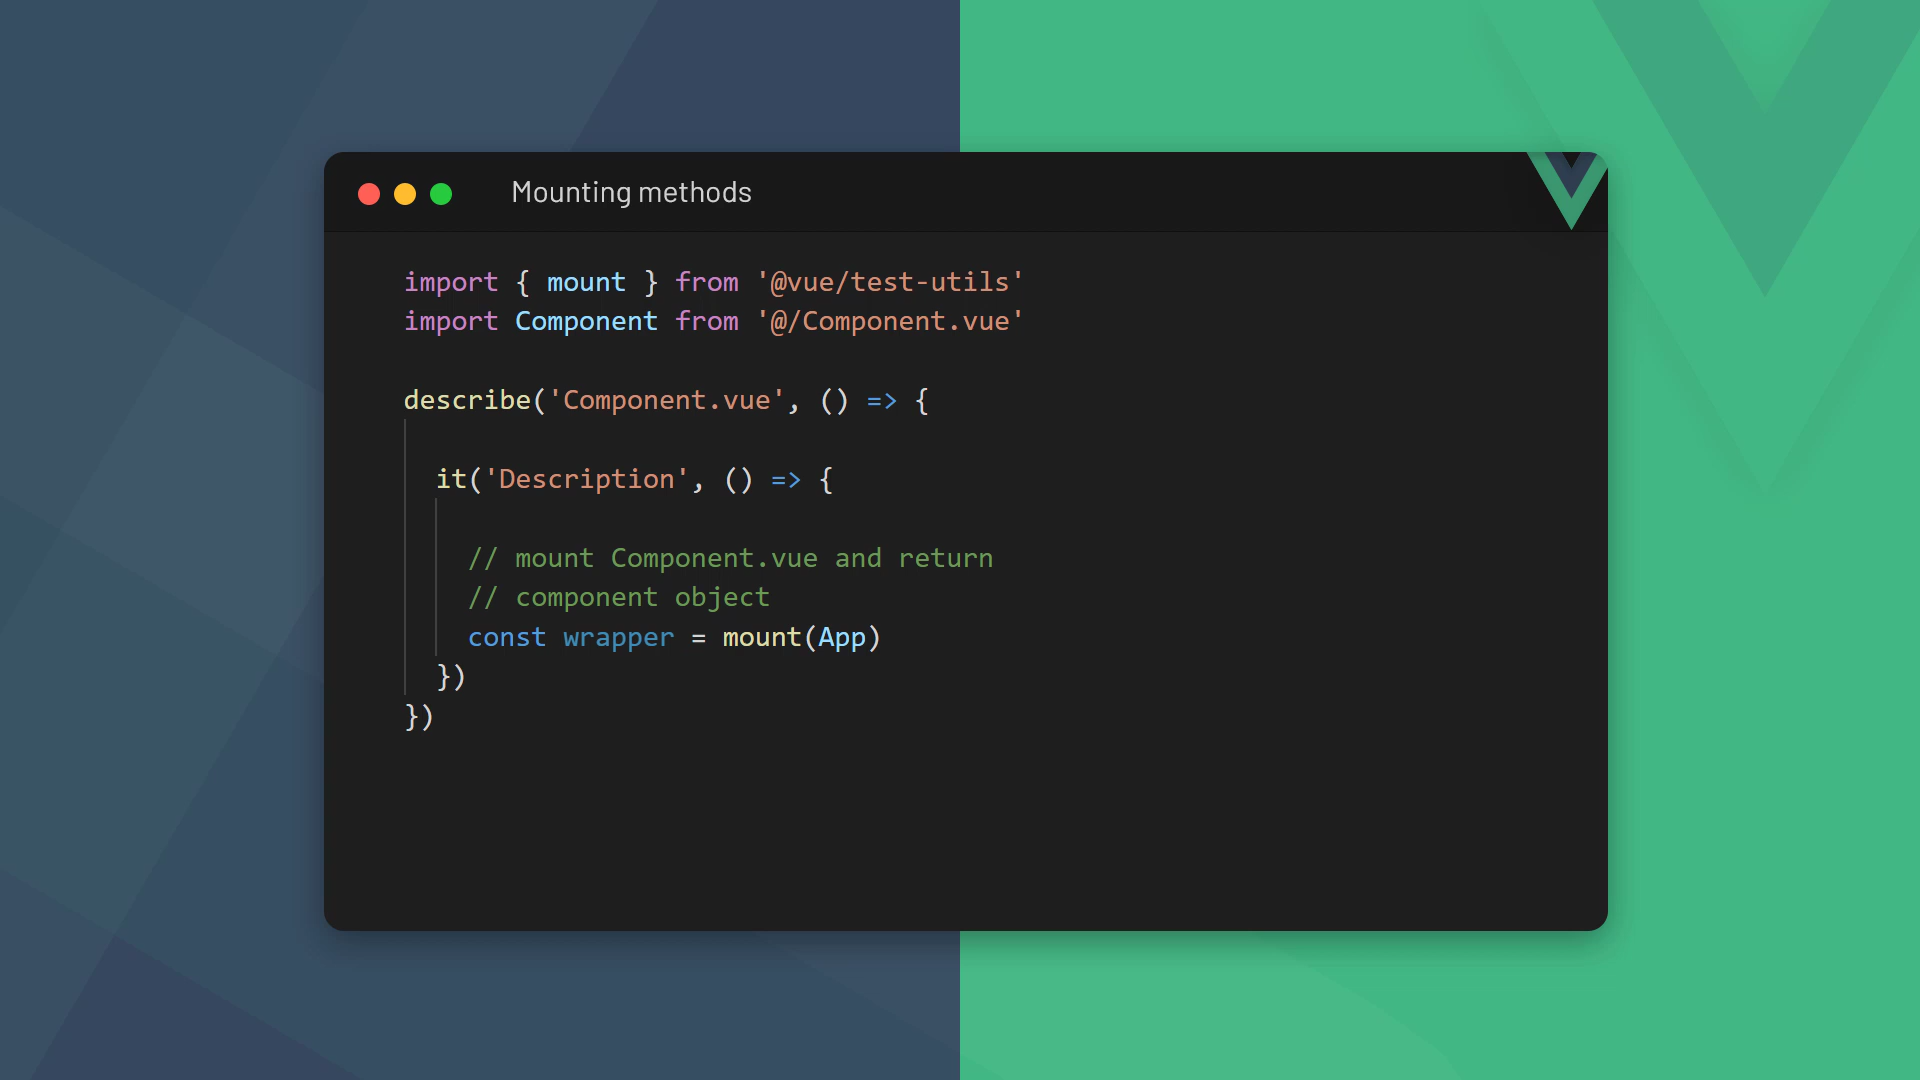 Mounting methods
import { mount } from '@vue/test-utils'
import Component from '@/Component.vue'
describe('Component.vue', () => {
it('Description', () => {
// mount Component.vue and return
// component object
const wrapper = mount(App)
})
})